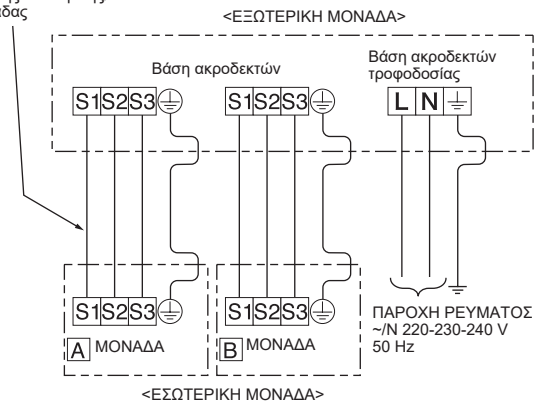 άδας
<ΕΞΩΤΕΡΙΚΗ ΜΟΝΑΔΑ>
Βάση ακροδεκτών
Βάση ακροδεκτών
τροφοδοσίας
S1 S2 S3
S1 S2 S3
L N
S1 S2 S3
S1 S2 S3
A ΜΟΝΑΔΑ
B ΜΟΝΑΔΑ
ΠΑΡΟΧΗ ΡΕΥΜΑΤΟΣ
~/N 220-230-240 V
50 Hz
<ΕΣΩΤΕΡΙΚΗ ΜΟΝΑΔΑ>